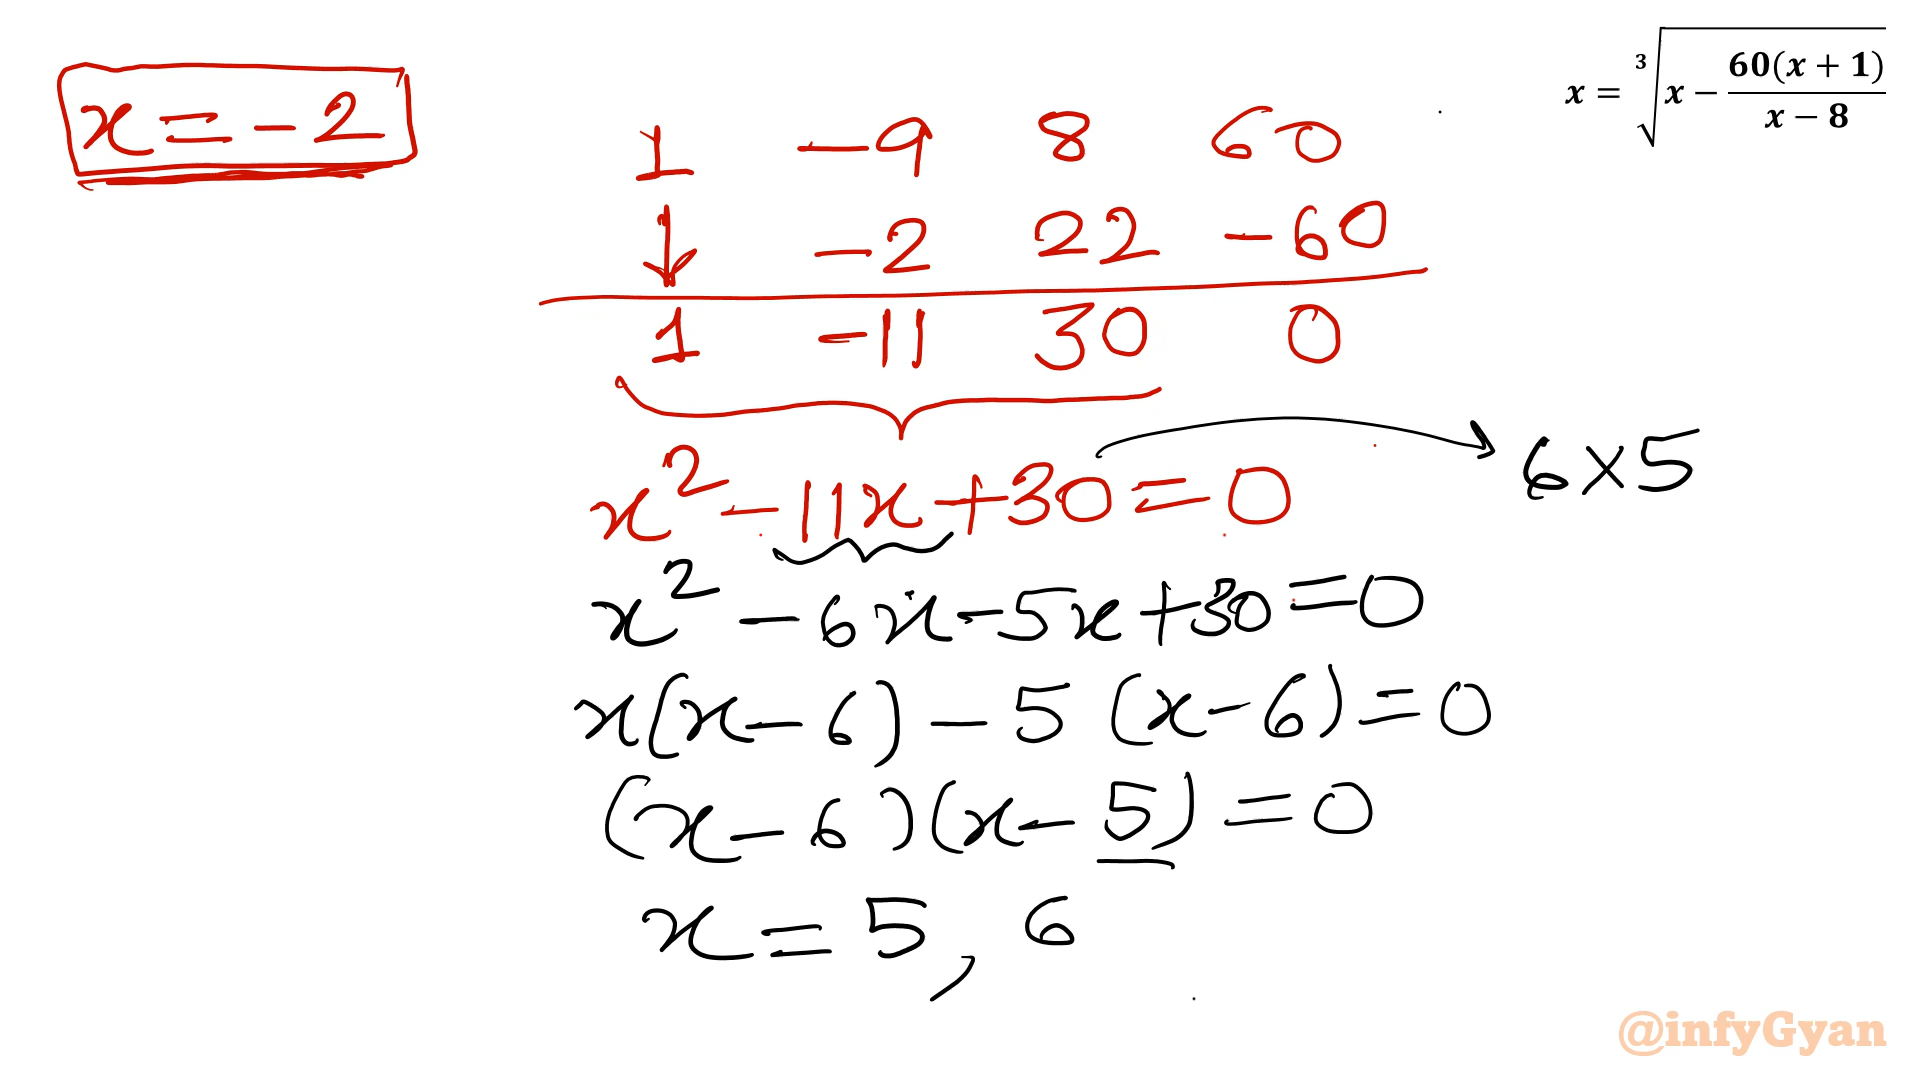 x = ∛(x − 60(x + 1)/(x − 8))
x = -2
1 -9 8 60
↓ -2 22 -60
1 -11 30 0
x² - 11x + 30 = 0 → 6 × 5
x² - 6x - 5x + 30 = 0
x(x - 6) - 5 (x - 6) = 0
(x - 6)(x - 5) = 0
x = 5, 6
@infyGyan